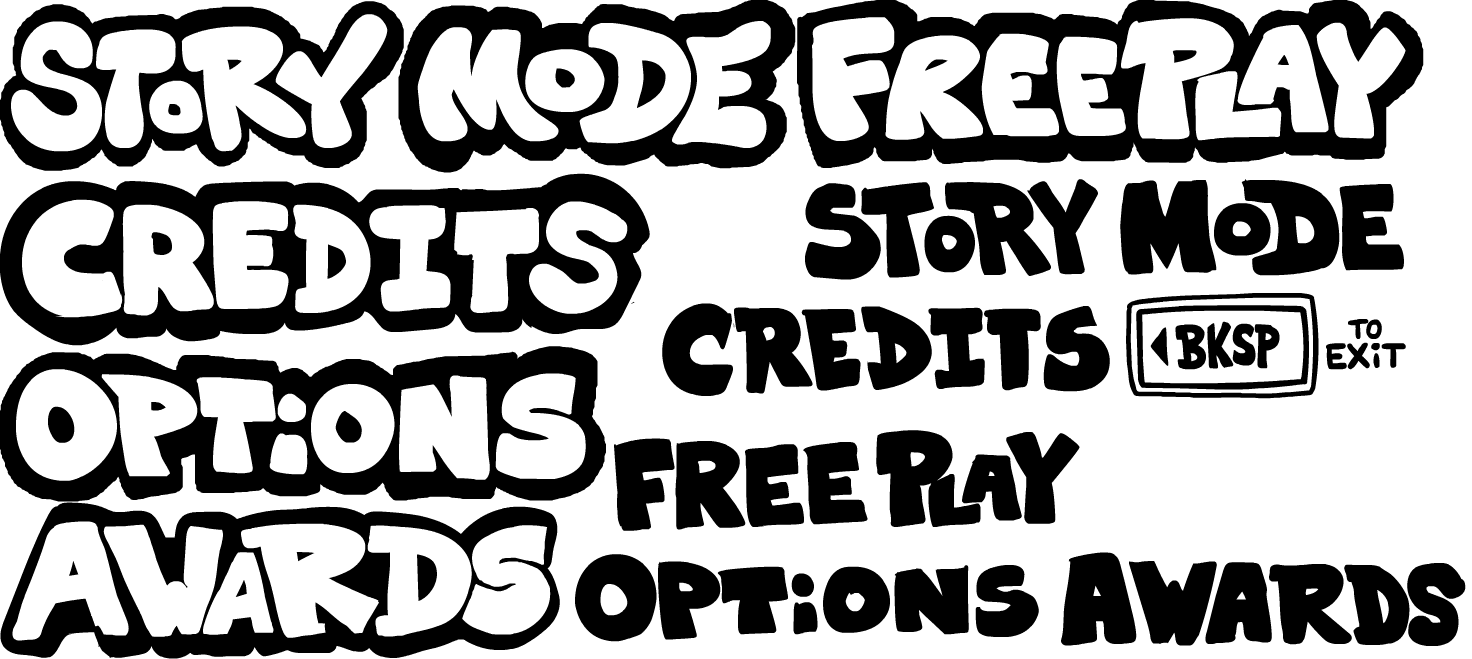 STORY MODE FREEPLAY
CREDITS
STORY MODE
CREDITS
BKSP
TO
EXiT
OPTiONS
FREE PLAY
AWARDS
OPTiONS
AWARDS